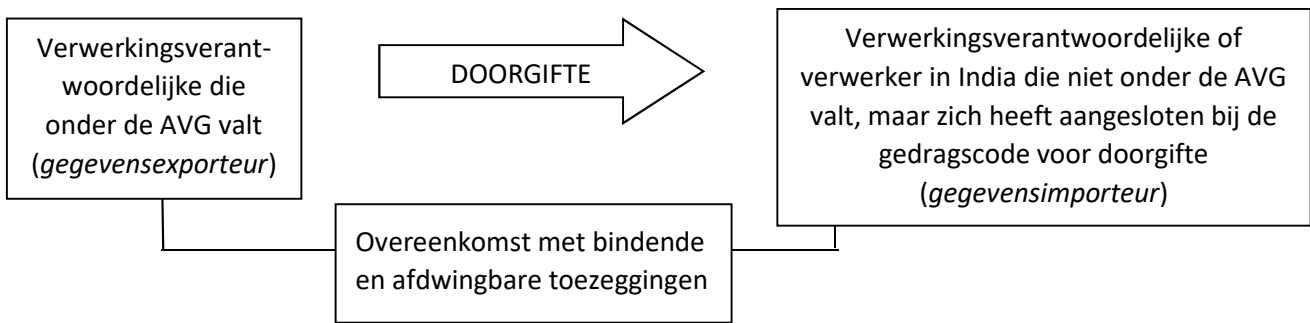 Verwerkingsverant-
woordelijke die
onder de AVG valt
(gegevensexporteur)
DOORGIFTE
Verwerkingsverantwoordelijke of
verwerker in India die niet onder de AVG
valt, maar zich heeft aangesloten bij de
gedragscode voor doorgifte
(gegevensimporteur)
Overeenkomst met bindende
en afdwingbare toezeggingen